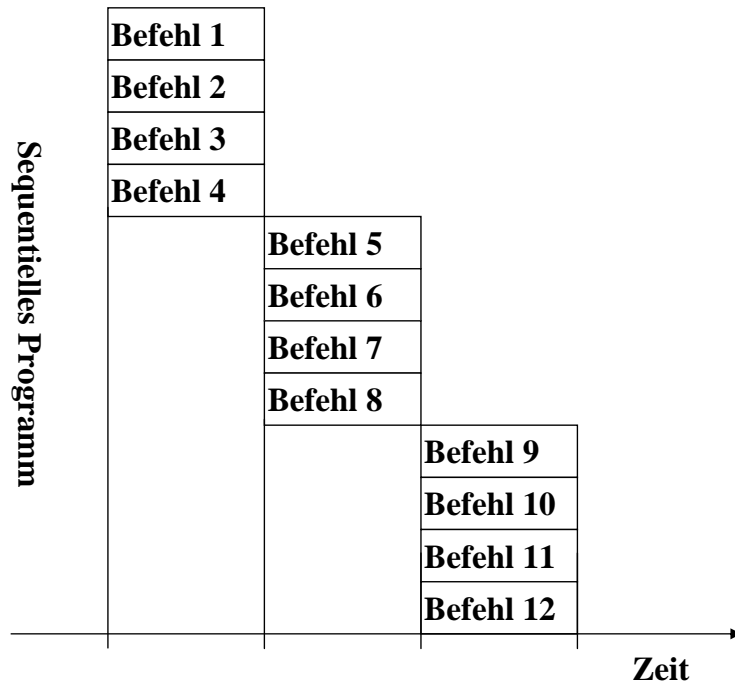 Sequentielles Programm
Befehl 1
Befehl 2
Befehl 3
Befehl 4
Befehl 5
Befehl 6
Befehl 7
Befehl 8
Befehl 9
Befehl 10
Befehl 11
Befehl 12
Zeit